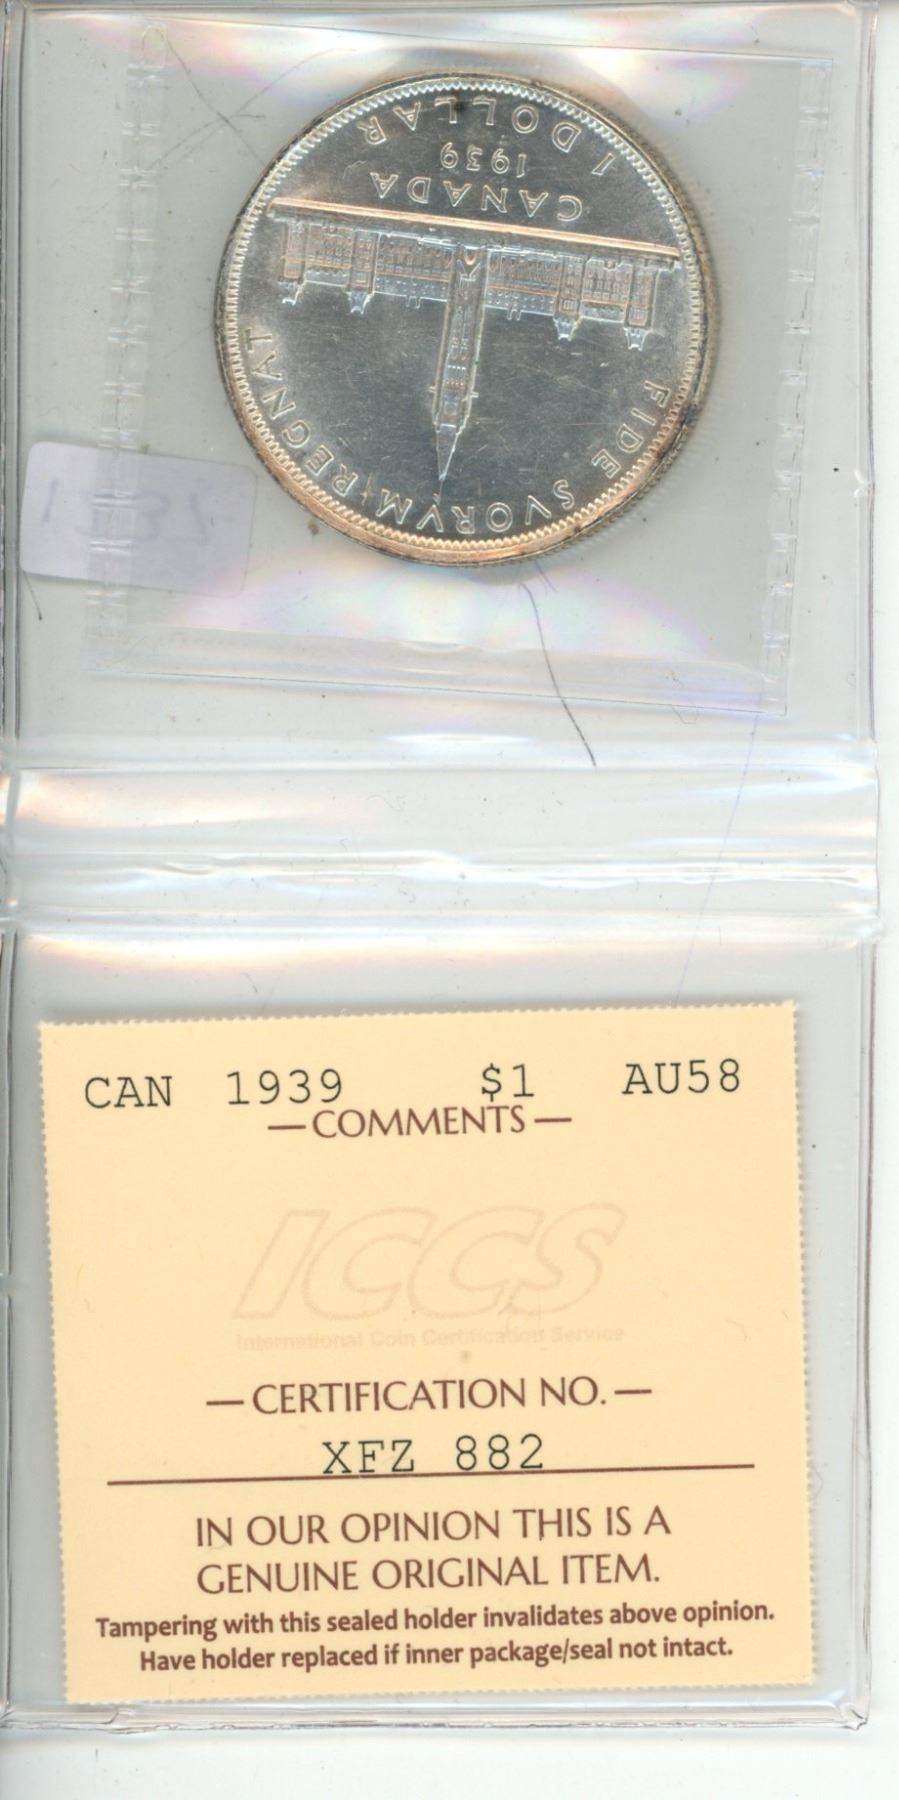 FIDE SVORVM REGNAT
CANADA
1939
1 DOLLAR
CAN 1939 $1 AU58
— COMMENTS —
ICCS
International Coin Certification Service
— CERTIFICATION NO. —
XFZ 882
IN OUR OPINION THIS IS A
GENUINE ORIGINAL ITEM.
Tampering with this sealed holder invalidates above opinion.
Have holder replaced if inner package/seal not intact.